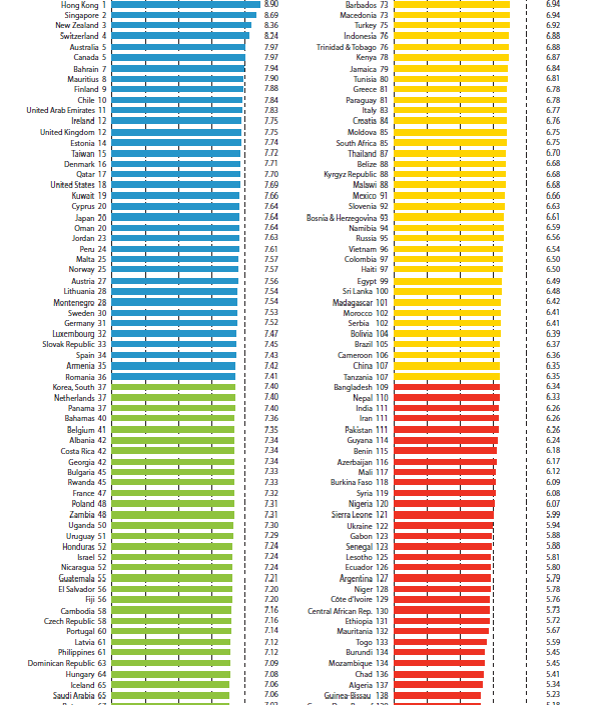 Hong Kong 1 8.90
Singapore 2 8.69
New Zealand 3 8.36
Switzerland 4 8.24
Australia 5 7.97
Canada 5 7.97
Bahrain 7 7.94
Mauritius 8 7.90
Finland 9 7.88
Chile 10 7.84
United Arab Emirates 11 7.83
Ireland 12 7.75
United Kingdom 12 7.75
Estonia 14 7.74
Taiwan 15 7.72
Denmark 16 7.71
Qatar 17 7.70
United States 18 7.69
Kuwait 19 7.66
Cyprus 20 7.64
Japan 20 7.64
Oman 20 7.64
Jordan 23 7.63
Peru 24 7.61
Malta 25 7.57
Norway 25 7.57
Austria 27 7.56
Lithuania 28 7.54
Montenegro 28 7.54
Sweden 30 7.53
Germany 31 7.52
Luxembourg 32 7.47
Slovak Republic 33 7.45
Spain 34 7.43
Armenia 35 7.42
Romania 36 7.41
Korea, South 37 7.40
Netherlands 37 7.40
Panama 37 7.40
Bahamas 40 7.36
Belgium 41 7.35
Albania 42 7.34
Costa Rica 42 7.34
Georgia 42 7.34
Bulgaria 45 7.33
Rwanda 45 7.33
France 47 7.32
Poland 48 7.31
Zambia 48 7.31
Uganda 50 7.30
Uruguay 51 7.29
Honduras 52 7.24
Israel 52 7.24
Nicaragua 52 7.24
Guatemala 55 7.21
El Salvador 56 7.20
Fiji 56 7.20
Cambodia 58 7.16
Czech Republic 58 7.16
Portugal 60 7.14
Latvia 61 7.12
Philippines 61 7.12
Dominican Republic 63 7.09
Hungary 64 7.08
Iceland 65 7.06
Saudi Arabia 65 7.06
Barbados 73 6.94
Macedonia 73 6.94
Turkey 75 6.92
Indonesia 76 6.88
Trinidad & Tobago 76 6.88
Kenya 78 6.87
Jamaica 79 6.84
Tunisia 80 6.81
Greece 81 6.78
Paraguay 81 6.78
Italy 83 6.77
Croatia 84 6.76
Moldova 85 6.75
South Africa 85 6.75
Thailand 87 6.70
Belize 88 6.68
Kyrgyz Republic 88 6.68
Malawi 88 6.68
Mexico 91 6.66
Slovenia 92 6.63
Bosnia & Herzegovina 93 6.61
Namibia 94 6.59
Russia 95 6.56
Vietnam 96 6.54
Colombia 97 6.50
Haiti 97 6.50
Egypt 99 6.49
Sri Lanka 100 6.48
Madagascar 101 6.42
Morocco 102 6.41
Serbia 102 6.41
Bolivia 104 6.39
Brazil 105 6.37
Cameroon 106 6.36
China 107 6.35
Tanzania 107 6.35
Bangladesh 109 6.34
Nepal 110 6.33
India 111 6.26
Iran 111 6.26
Pakistan 111 6.26
Guyana 114 6.24
Benin 115 6.18
Azerbaijan 116 6.17
Mali 117 6.12
Burkina Faso 118 6.09
Syria 119 6.08
Nigeria 120 6.07
Sierra Leone 121 5.99
Ukraine 122 5.94
Gabon 123 5.88
Senegal 123 5.88
Lesotho 125 5.81
Ecuador 126 5.80
Argentina 127 5.79
Niger 128 5.78
Côte d'Ivoire 129 5.76
Central African Rep. 130 5.73
Ethiopia 131 5.72
Mauritania 132 5.67
Togo 133 5.59
Burundi 134 5.45
Mozambique 134 5.45
Chad 136 5.41
Algeria 137 5.34
Guinea-Bissau 138 5.23